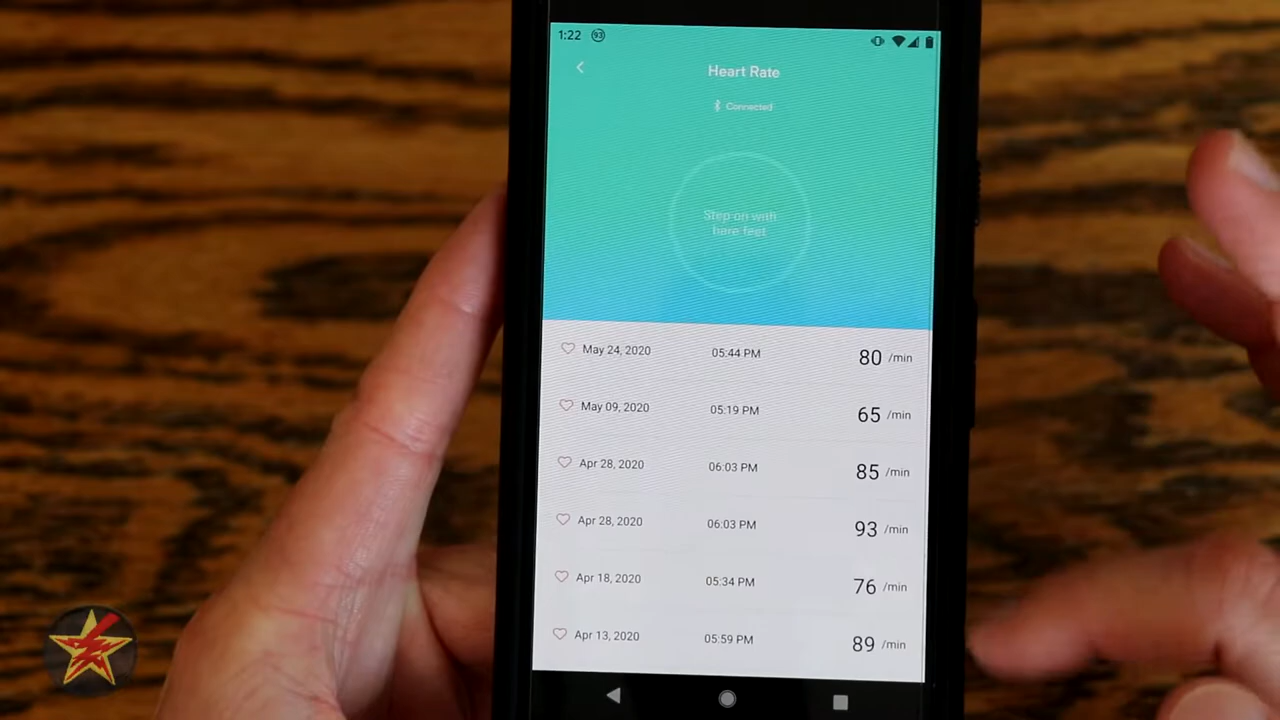 1:22 93
Heart Rate
Connected
Step on with
bare feet
May 24, 2020 05:44 PM 80 /min
May 09, 2020 05:19 PM 65 /min
Apr 28, 2020 06:03 PM 85 /min
Apr 28, 2020 06:03 PM 93 /min
Apr 18, 2020 05:34 PM 76 /min
Apr 13, 2020 05:59 PM 89 /min